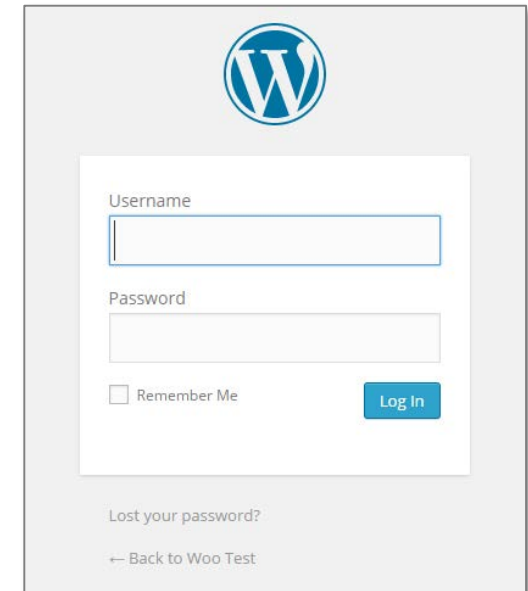 Username
Password
Remember Me
Log In
Lost your password?
← Back to Woo Test